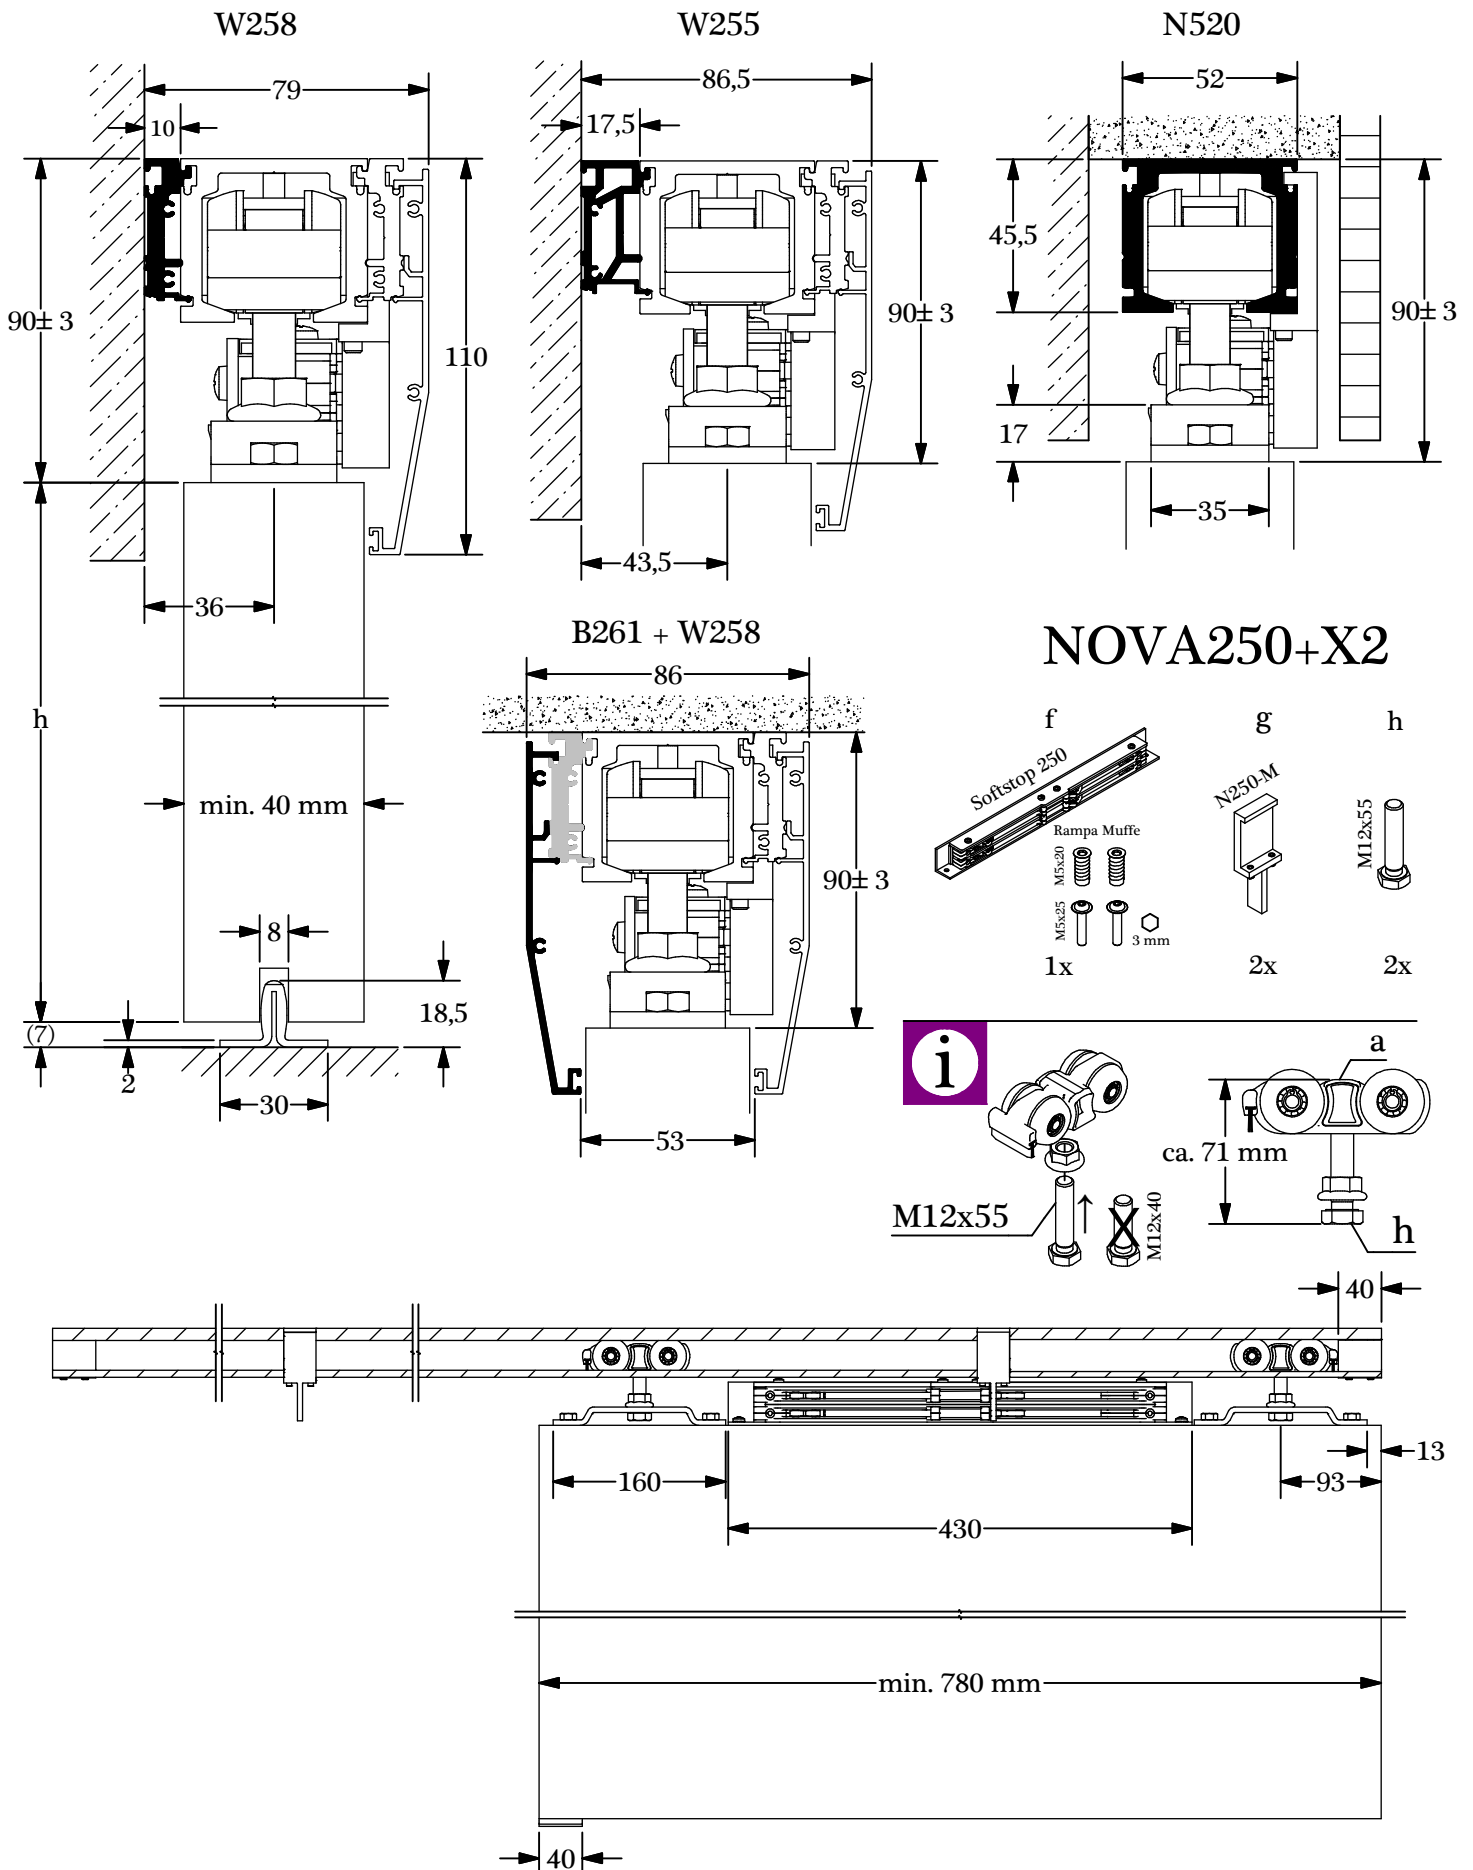 W258
W255
N520
79
10
90± 3
110
h
36
min. 40 mm
8
18,5
(7)
2
30
86,5
17,5
90± 3
43,5
52
45,5
17
90± 3
35
B261 + W258
86
90± 3
53
NOVA250+X2
f
g
h
Softstop 250
N250-M
M12x55
Rampa Muffe
M5x20
M5x25
3 mm
1x
2x
2x
i
a
ca. 71 mm
M12x55
M12x40
h
40
160
93
13
430
min. 780 mm
40